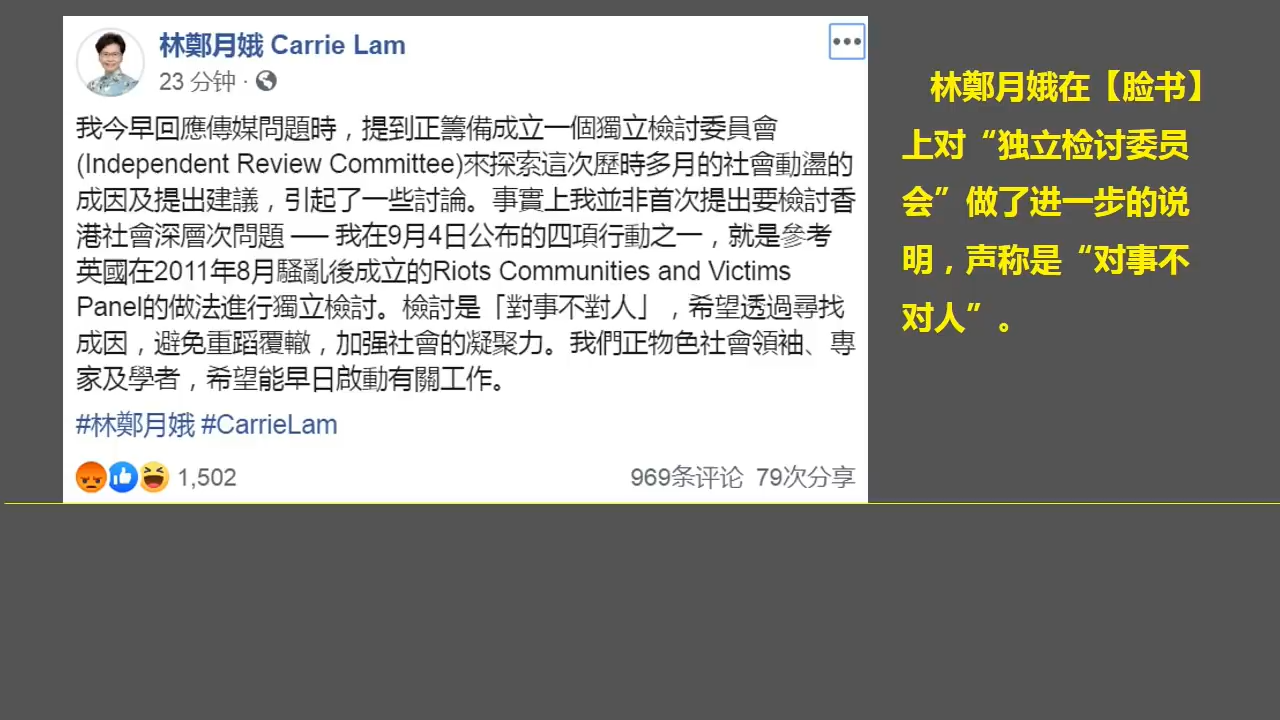 林鄭月娥 Carrie Lam
23 分钟 ·
我今早回應傳媒問題時，提到正籌備成立一個獨立檢討委員會
(Independent Review Committee)來探索這次歷時多月的社會動盪的
成因及提出建議，引起了一些討論。事實上我並非首次提出要檢討香
港社會深層次問題 ── 我在9月4日公布的四項行動之一，就是參考
英國在2011年8月騷亂後成立的Riots Communities and Victims
Panel的做法進行獨立檢討。檢討是「對事不對人」，希望透過尋找
成因，避免重蹈覆轍，加强社會的凝聚力。我們正物色社會領袖、專
家及學者，希望能早日啟動有關工作。
#林鄭月娥 #CarrieLam
1,502
969条评论 79次分享
林鄭月娥在【脸书】
上对“独立检讨委员
会”做了进一步的说
明，声称是“对事不
对人”。